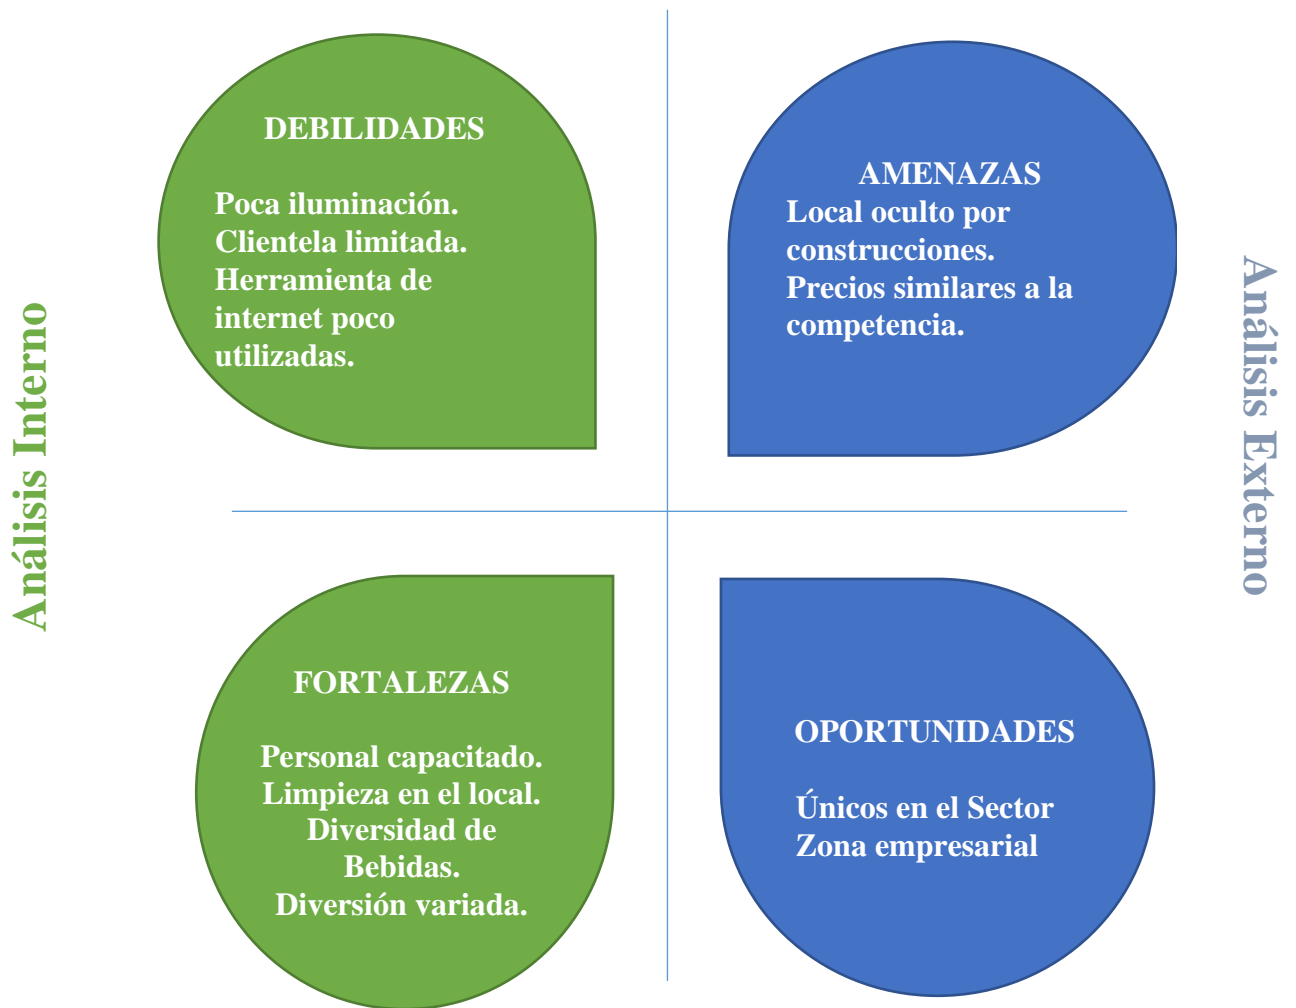 Análisis Interno
DEBILIDADES
Poca iluminación.
Clientela limitada.
Herramienta de
internet poco
utilizadas.
AMENAZAS
Local oculto por
construcciones.
Precios similares a la
competencia.
Análisis Externo
FORTALEZAS
Personal capacitado.
Limpieza en el local.
Diversidad de
Bebidas.
Diversión variada.
OPORTUNIDADES
Únicos en el Sector
Zona empresarial